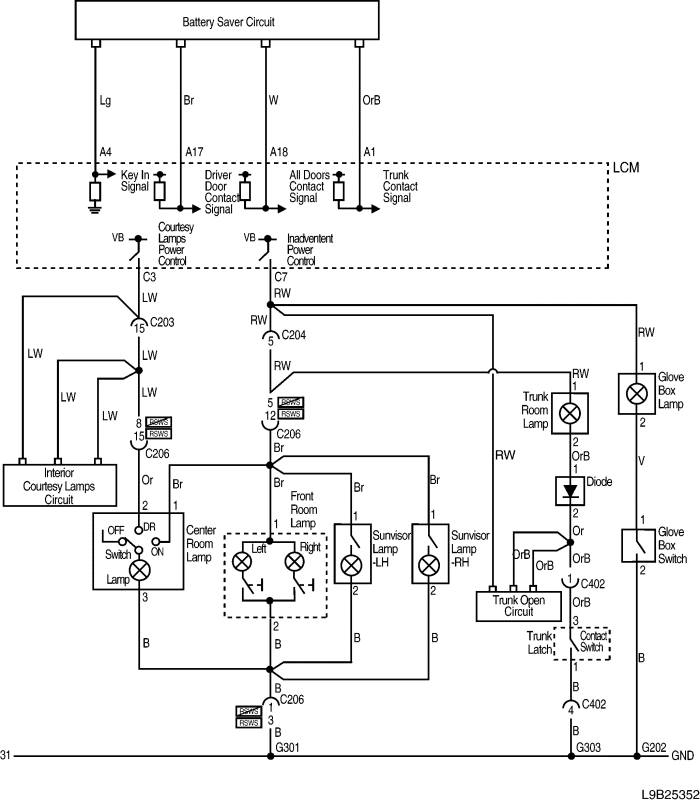 Battery Saver Circuit
Lg
Br
W
OrB
A4
A17
A18
A1
LCM
Key In
Signal
Driver
Door
Contact
Signal
All Doors
Contact
Signal
Trunk
Contact
Signal
VB
Courtesy
Lamps
Power
Control
VB
Inadventent
Power
Control
C3
C7
LW
RW
C203
15
RW
C204
5
RW
LW
LW
LW
LW
LW
RW
RW
1
Glove
Box
Lamp
2
1
Trunk
Room
Lamp
2
5 RSWS
12 RSWS
C206
8 RSWS
15 RSWS
C206
OrB
V
RW
1
Diode
2
Interior
Courtesy Lamps
Circuit
Or
Br
Br
Br
Br
Br
2
1
OFF
DR
ON
Switch
Lamp
Center
Room
Lamp
3
Front
Room
Lamp
1
Left
Right
2
1
Sunvisor
Lamp
-LH
2
1
Sunvisor
Lamp
-RH
2
Or
OrB
OrB
OrB
1
Glove
Box
Switch
2
1
C402
OrB
Trunk Open
Circuit
3
Trunk
Latch
Contact
Switch
1
B
B
B
B
B
B
B
C206
RSWS 1
RSWS 3
B
C402
4
B
31
G301
G303
G202
GND
L9B25352